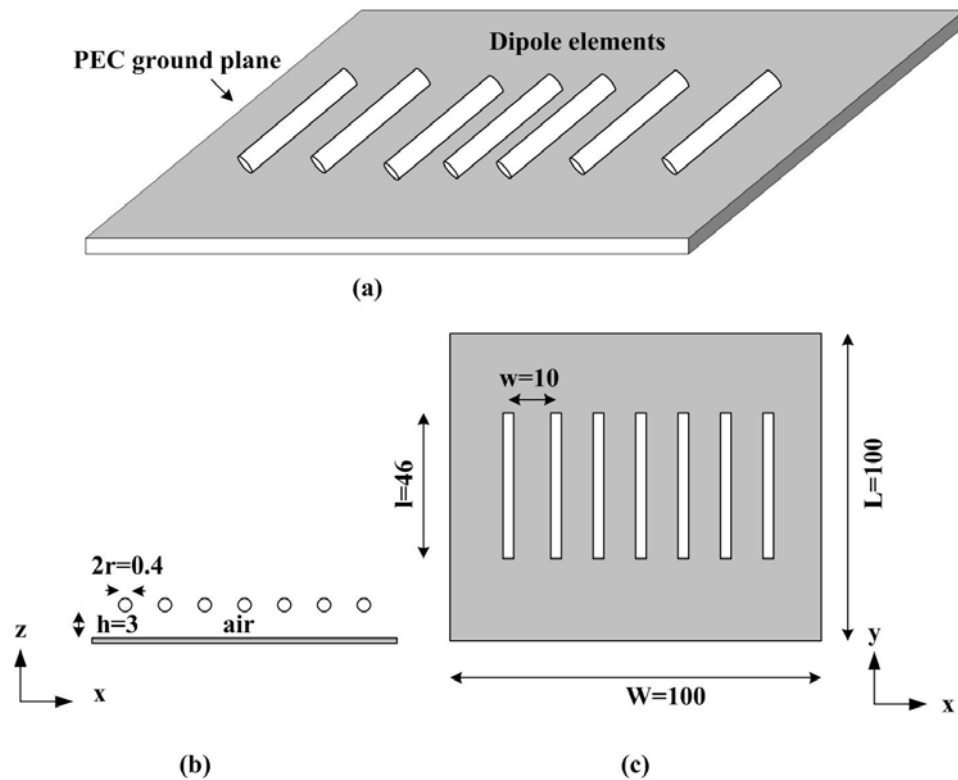 Dipole elements
PEC ground plane
(a)
w=10
l=46
L=100
2r=0.4
h=3
air
z
x
W=100
y
x
(b)
(c)